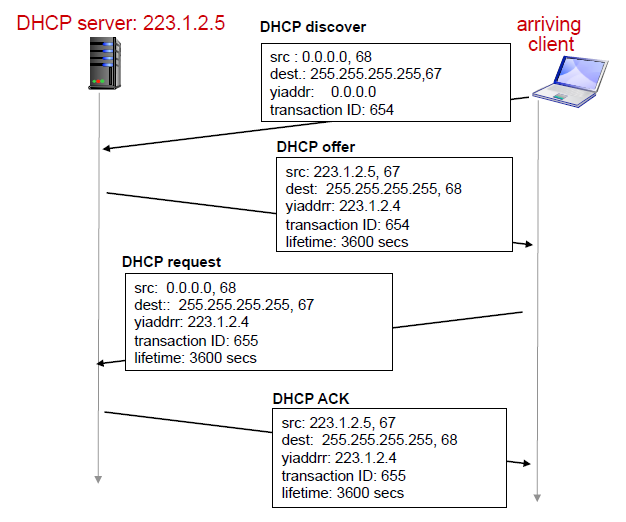 DHCP server: 223.1.2.5
arriving
client
DHCP discover
src : 0.0.0.0, 68
dest.: 255.255.255.255,67
yiaddr: 0.0.0.0
transaction ID: 654
DHCP offer
src: 223.1.2.5, 67
dest: 255.255.255.255, 68
yiaddrr: 223.1.2.4
transaction ID: 654
lifetime: 3600 secs
DHCP request
src: 0.0.0.0, 68
dest:: 255.255.255.255, 67
yiaddrr: 223.1.2.4
transaction ID: 655
lifetime: 3600 secs
DHCP ACK
src: 223.1.2.5, 67
dest: 255.255.255.255, 68
yiaddrr: 223.1.2.4
transaction ID: 655
lifetime: 3600 secs